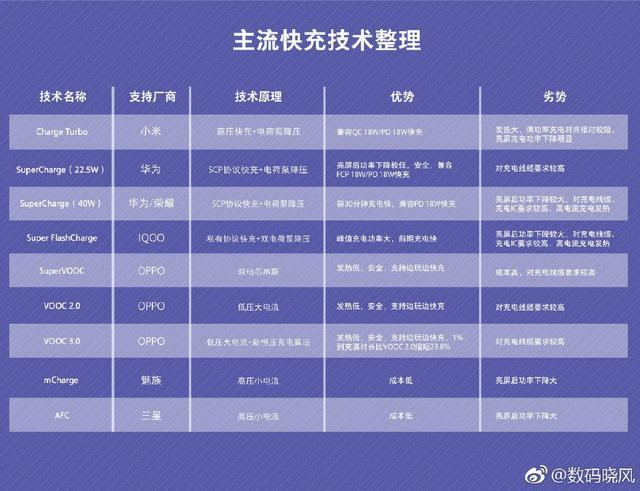 主流快充技术整理
技术名称 支持厂商 技术原理 优势 劣势
Charge Turbo 小米 高压快充+电荷泵降压 兼容QC 18W/PD 18W快充 发热大,满功率充电时间相对较短,
亮屏充电功率下降明显
SuperCharge(22.5W) 华为 SCP协议快充+电荷泵降压 亮屏后功率下降较低,安全,兼容
FCP 18W/PD 18W快充 对充电线缆要求较高
SuperCharge(40W) 华为/荣耀 SCP协议快充+电荷泵降压 前30分钟充电快,兼容PD 18W快充 亮屏后功率下降较大,对充电线缆、
充电IC要求较高、高电流充电发热
Super FlashCharge IQOO 私有协议快充+双电荷泵降压 峰值充电功率大,前期充电快 亮屏后功率下降较大,对充电线缆、
充电IC要求较高、高电流充电发热
SuperVOOC OPPO 双电芯串联 发热低,安全,支持边玩边快充 成本高,对充电线缆要求较高
VOOC 2.0 OPPO 低压大电流 发热低,安全,支持边玩边快充 对充电线缆要求较高
VOOC 3.0 OPPO 低压大电流+新恒压充电算法 发热低,安全,支持边玩边快充,1%
到充满时长比VOOC 2.0缩短23.8% 对充电线缆要求较高
mCharge 魅族 高压小电流 成本低 亮屏后功率下降大
AFC 三星 高压小电流 成本低 亮屏后功率下降大
@数码晓风